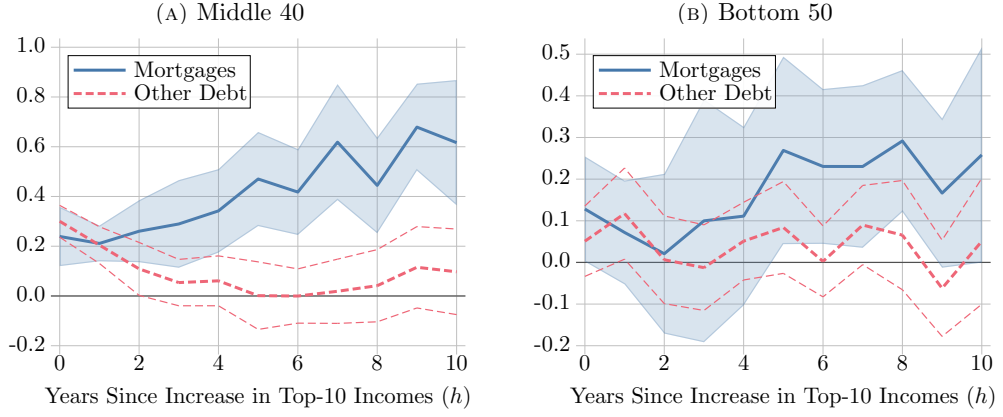 (A) Middle 40
1.0
0.8
0.6
0.4
0.2
0.0
-0.2
Mortgages
Other Debt
0 2 4 6 8 10
Years Since Increase in Top-10 Incomes (h)
(B) Bottom 50
0.5
0.4
0.3
0.2
0.1
0.0
-0.1
-0.2
Mortgages
Other Debt
0 2 4 6 8 10
Years Since Increase in Top-10 Incomes (h)